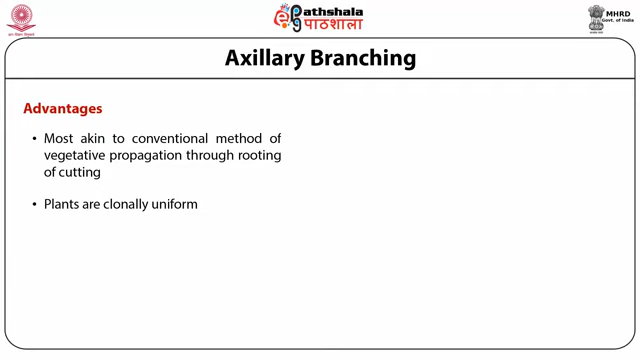 ePathshala
पाठशाला
MHRD
Govt. of India
Axillary Branching
Advantages
• Most akin to conventional method of
vegetative propagation through rooting
of cutting
• Plants are clonally uniform